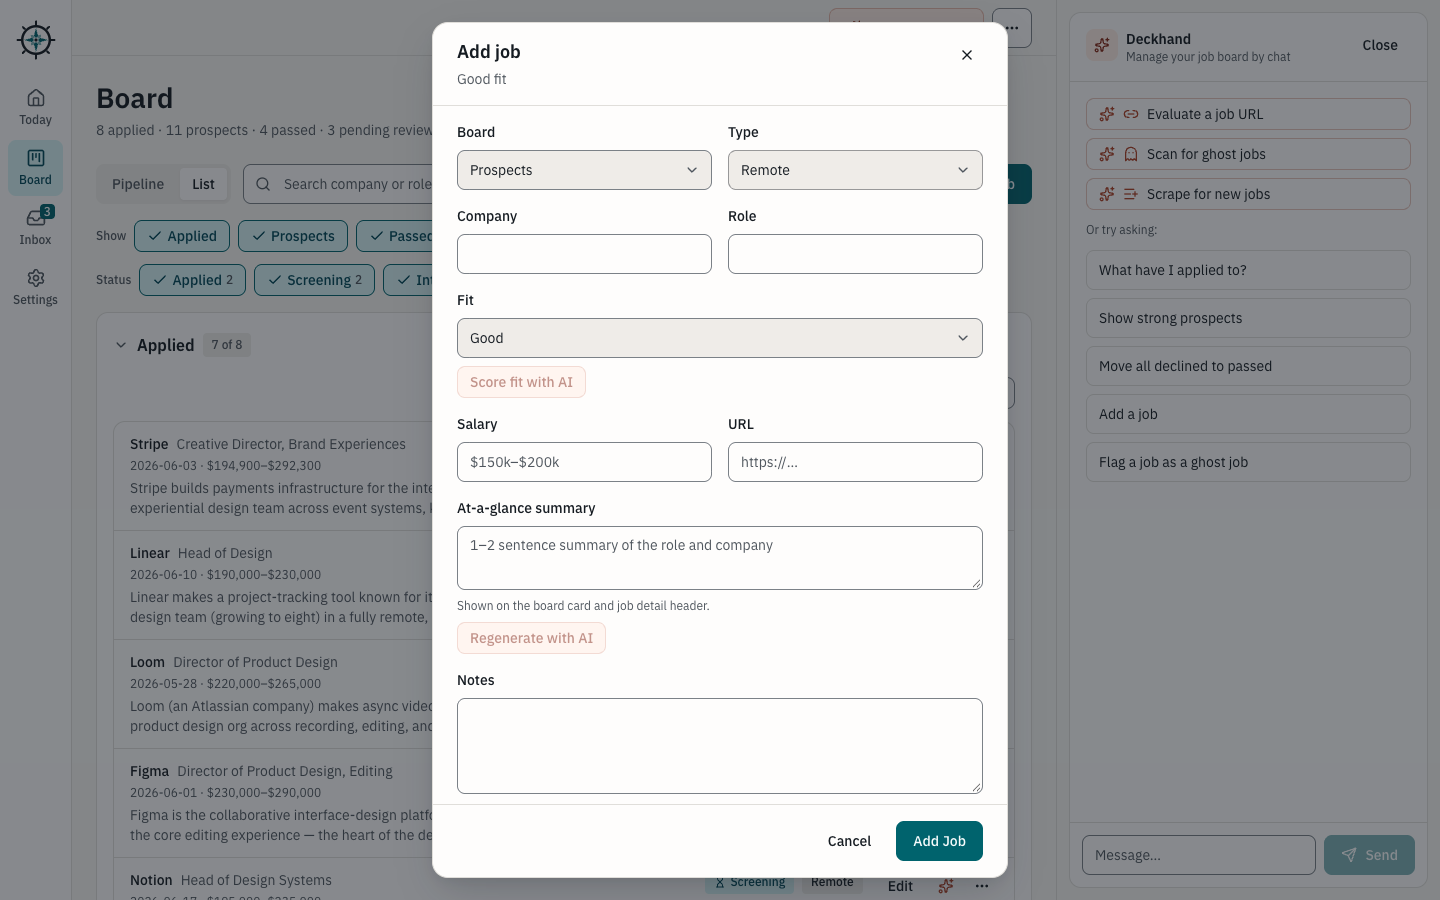 Today
Board
3
Inbox
Settings
Board
8 applied · 11 prospects · 4 passed · 3 pending review
Pipeline
List
Search company or role
Show
Applied
Prospects
Passed
Status
Applied 2
Screening 2
Applied
7 of 8
Stripe Creative Director, Brand Experiences
2026-06-03 · $194,900–$292,300
Stripe builds payments infrastructure for the
experiential design team across event systems,
Linear Head of Design
2026-06-10 · $190,000–$230,000
Linear makes a project-tracking tool known for
design team (growing to eight) in a fully remote,
Loom Director of Product Design
2026-05-28 · $220,000–$265,000
Loom (an Atlassian company) makes async video
product design org across recording, editing, and
Figma Director of Product Design, Editing
2026-06-01 · $230,000–$290,000
Figma is the collaborative interface-design
the core editing experience — the heart of the
Notion Head of Design Systems
Screening
Remote
Edit
Add job
Good fit
Board
Prospects
Type
Remote
Company
Role
Fit
Good
Score fit with AI
Salary
$150k–$200k
URL
https://...
At-a-glance summary
1–2 sentence summary of the role and company
Shown on the board card and job detail header.
Regenerate with AI
Notes
Cancel
Add Job
Deckhand
Manage your job board by chat
Close
Evaluate a job URL
Scan for ghost jobs
Scrape for new jobs
Or try asking:
What have I applied to?
Show strong prospects
Move all declined to passed
Add a job
Flag a job as a ghost job
Message...
Send